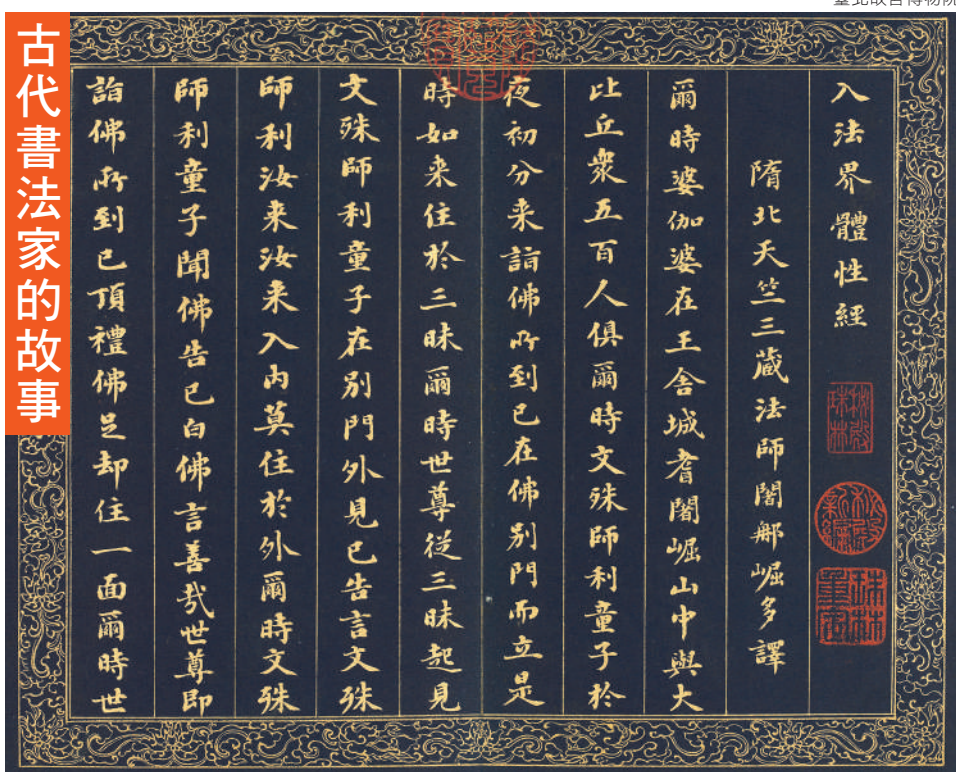 古代書法家的故事
入法界體性經
隋北天竺三藏法師闍那崛多譯
爾時婆伽婆在王舍城耆闍崛山中與大
比丘衆五百人俱爾時文殊師利童子於
夜初分来詣佛所到已在佛別門而立是
時如来住於三昧爾時世尊從三昧起見
文殊師利童子在別門外見已告言文殊
師利汝来汝来入内莫住於外爾時文殊
師利童子聞佛告已白佛言善哉世尊即
詣佛所到已頂禮佛足却住一面爾時世